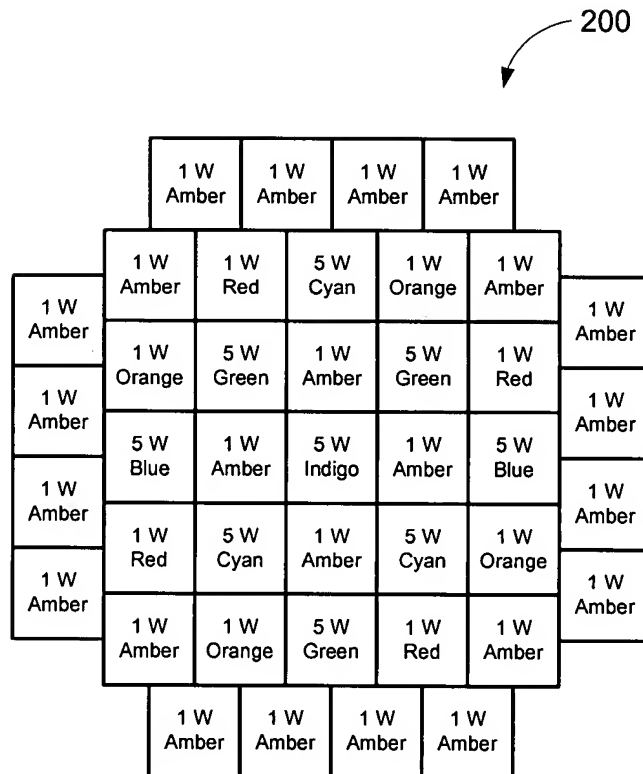 200
1 W 1 W 1 W 1 W
Amber Amber Amber Amber
1 W 1 W 5 W 1 W 1 W
Amber Red Cyan Orange Amber
1 W 1 W
Amber Amber
1 W 5 W 1 W 5 W 1 W
Orange Green Amber Green Red
1 W 1 W
Amber Amber
5 W 1 W 5 W 1 W 5 W
Blue Amber Indigo Amber Blue
1 W 1 W
Amber Amber
1 W 5 W 1 W 5 W 1 W
Red Cyan Amber Cyan Orange
1 W 1 W
Amber Amber
1 W 1 W 5 W 1 W 1 W
Amber Orange Green Red Amber
1 W 1 W 1 W 1 W
Amber Amber Amber Amber